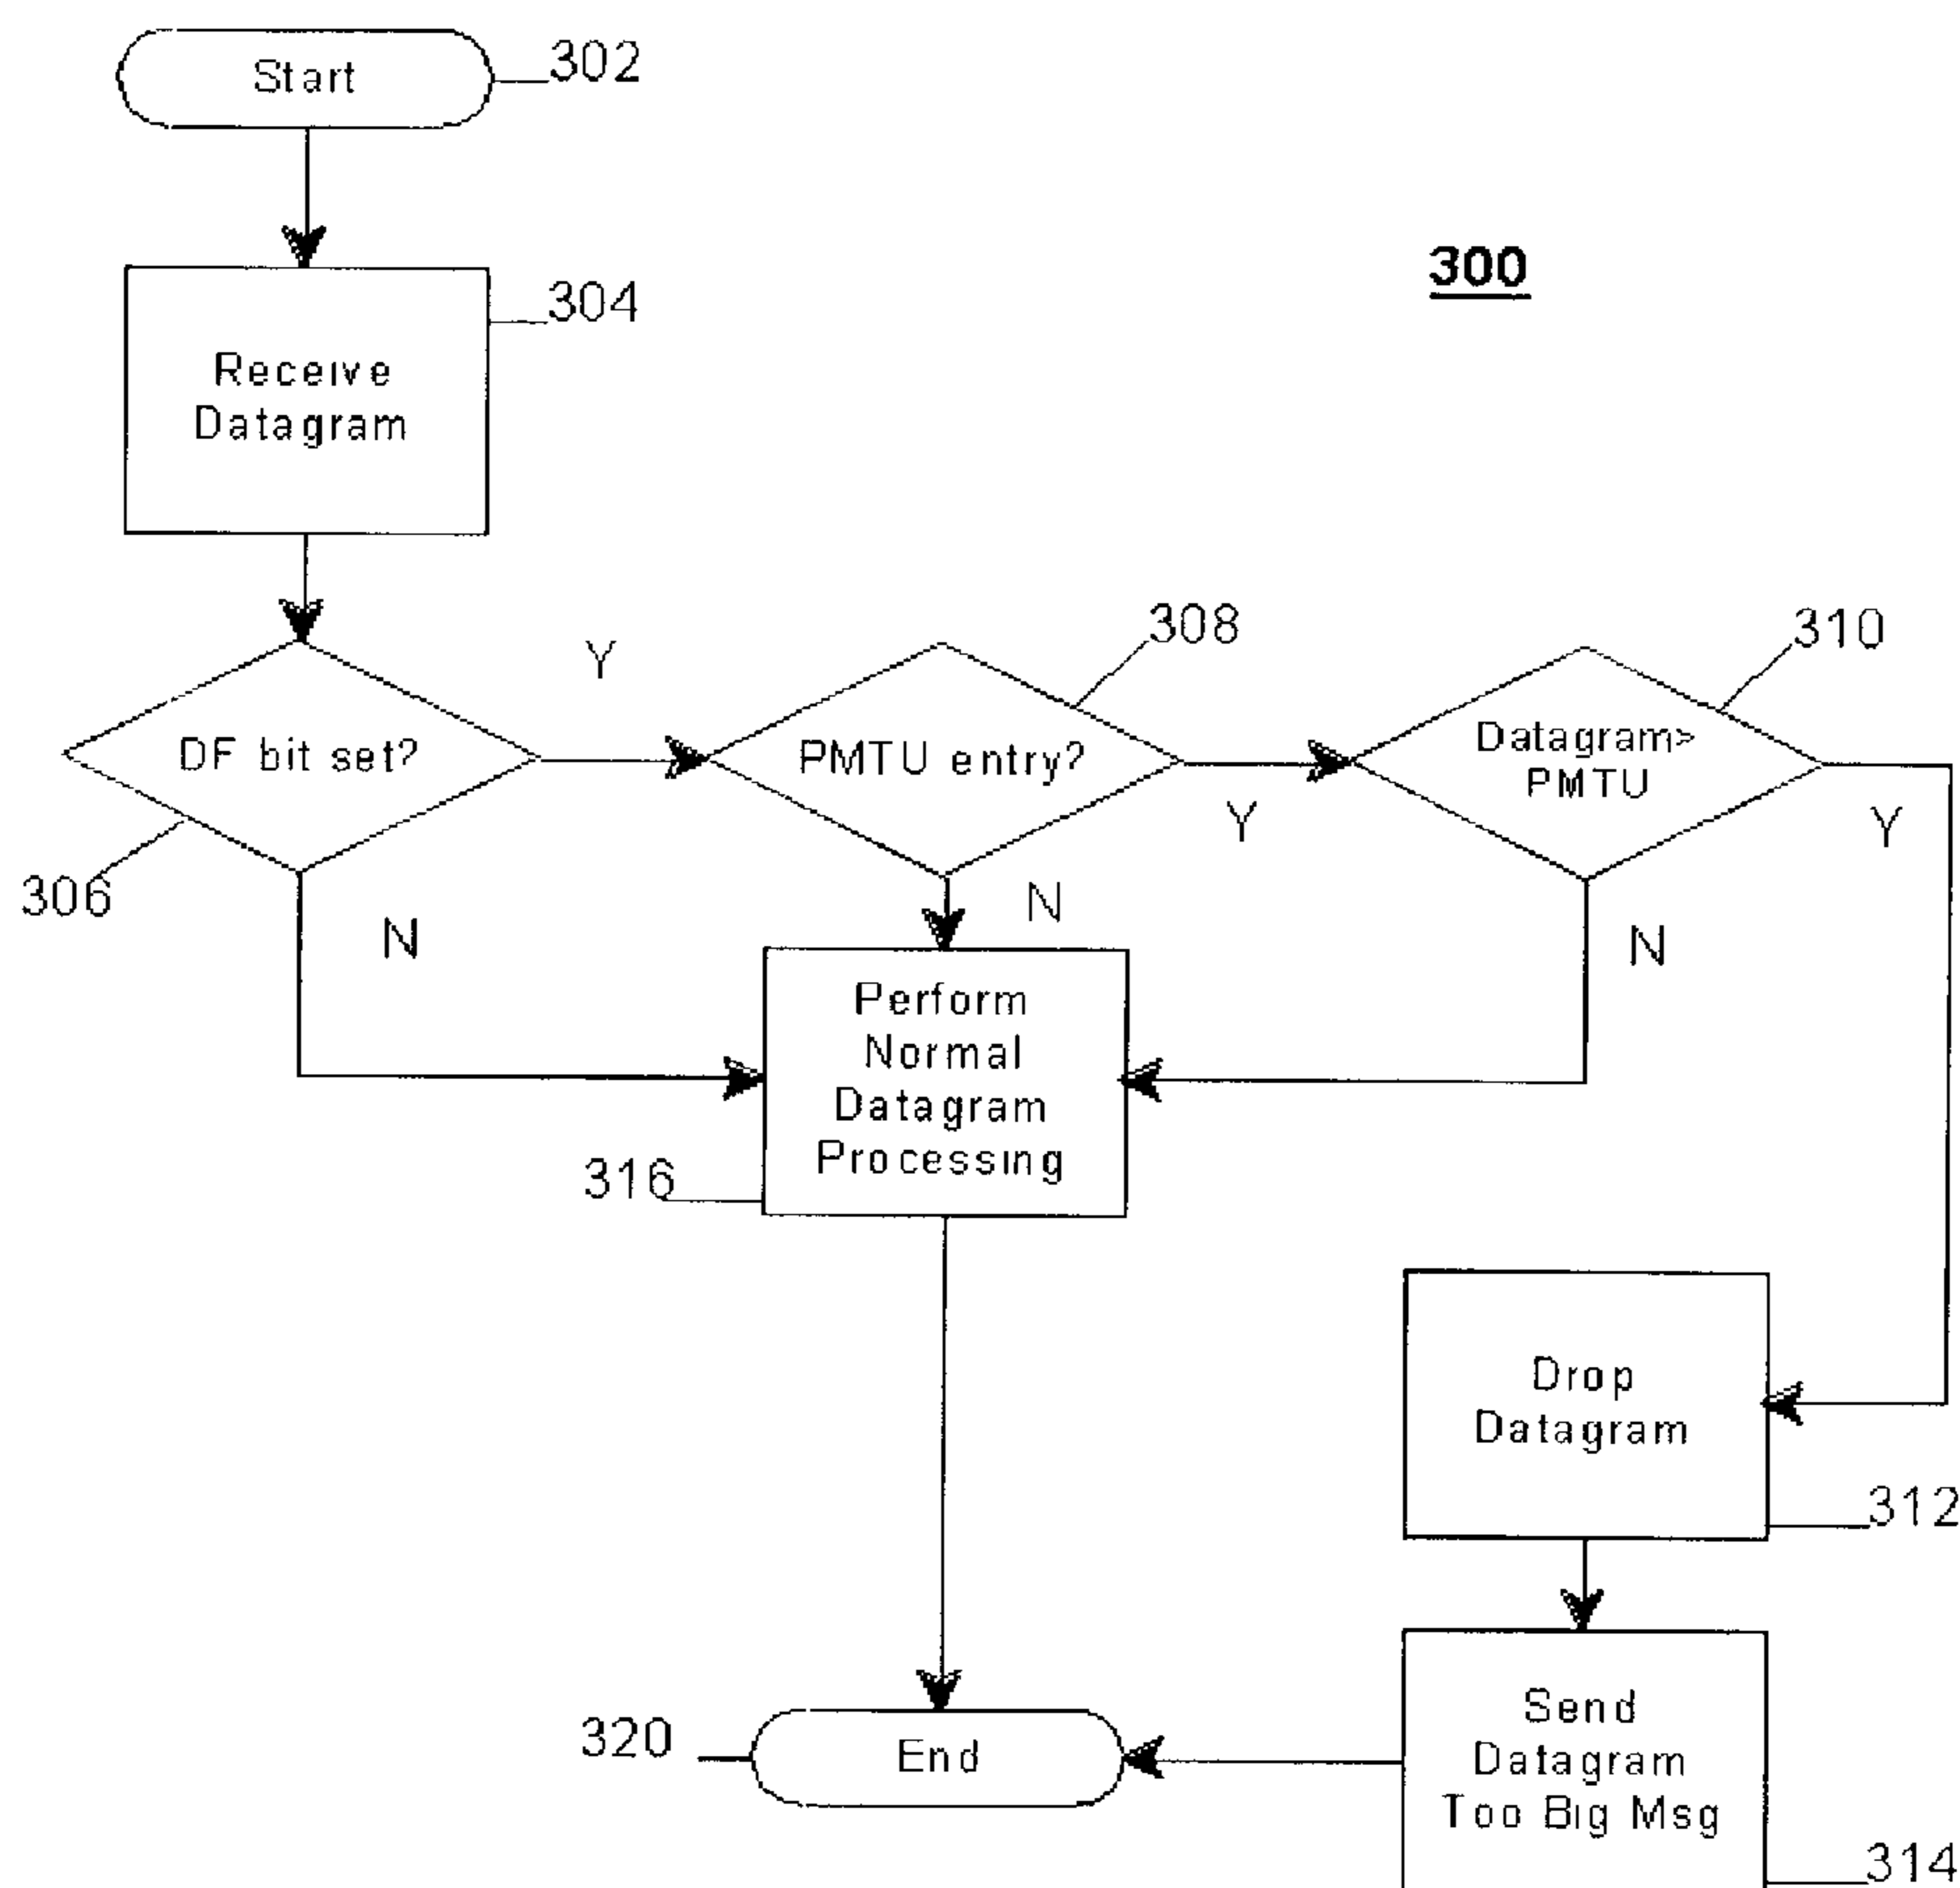 Start
302
300
304
Receive
Datagram
308
310
Y
DF bit set?
PMTU entry?
Datagram>
PMTU
Y
Y
306
N
N
N
Perform
Normal
Datagram
Processing
316
Drop
Datagram
312
Send
Datagram
Too Big Msg
320
End
314